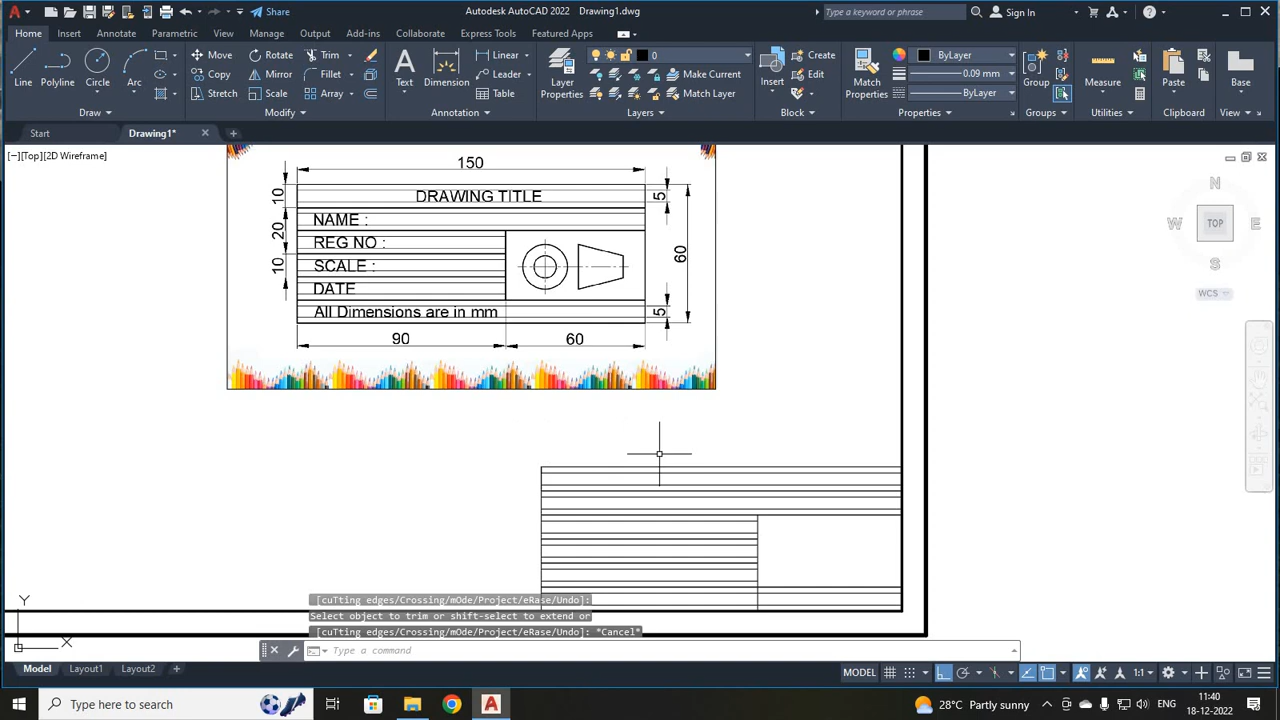 Share
Autodesk AutoCAD 2022 Drawing1.dwg
Type a keyword or phrase
Sign In
Home Insert Annotate Parametric View Manage Output Add-ins Collaborate Express Tools Featured Apps
Line Polyline Circle Arc
Move Rotate Trim
Copy Mirror Fillet
Stretch Scale Array
Text Dimension
Linear
Leader
Table
Layer Properties
0
Make Current
Match Layer
Insert
Create
Edit
Match Properties
ByLayer
0.09 mm
ByLayer
Group Measure Paste Base
Draw Modify Annotation Layers Block Properties Groups Utilities Clipboard View
Start Drawing1*
[−][Top][2D Wireframe]
N
W TOP E
S
WCS
150
10 DRAWING TITLE 5
NAME :
20 REG NO :
60
10 SCALE :
DATE
All Dimensions are in mm 5
90 60
Y
X
[cuTting edges/Crossing/mOde/Project/eRase/Undo]:
Select object to trim or shift-select to extend or
[cuTting edges/Crossing/mOde/Project/eRase/Undo]: *Cancel*
Type a command
Model Layout1 Layout2 +
MODEL 1:1
Type here to search
28°C Partly sunny
ENG
11:40
18-12-2022